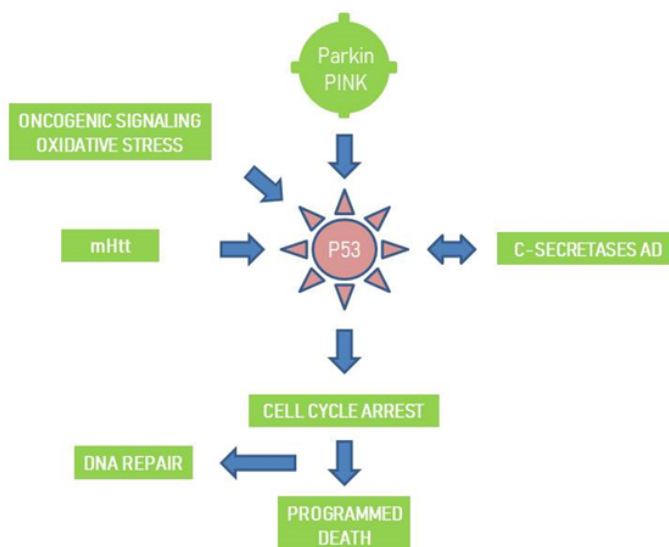 Parkin
PINK
ONCOGENIC SIGNALING
OXIDATIVE STRESS
mHtt
P53
C-SECRETASES AD
CELL CYCLE ARREST
DNA REPAIR
PROGRAMMED
DEATH